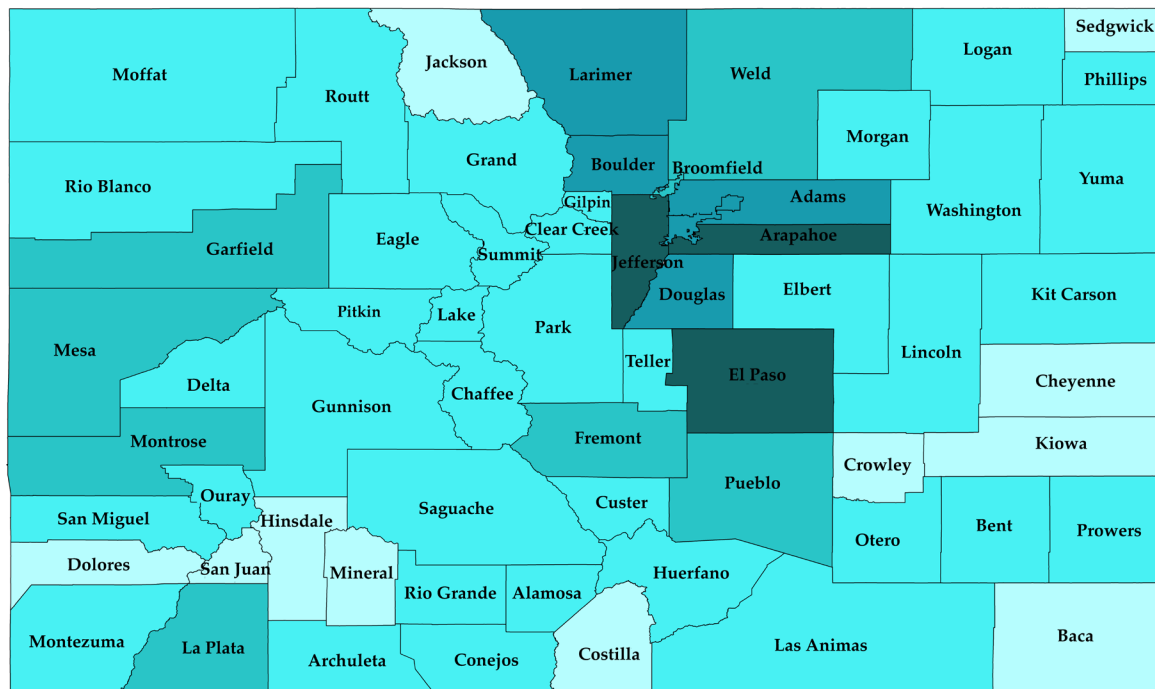 Sedgwick
Logan
Jackson
Moffat
Larimer
Weld
Phillips
Routt
Morgan
Grand
Boulder
Broomfield
Rio Blanco
Yuma
Gilpin
Adams
Washington
Clear Creek
Arapahoe
Eagle
Garfield
Summit
Jefferson
Elbert
Douglas
Kit Carson
Pitkin
Lake
Park
Mesa
Lincoln
Teller
El Paso
Cheyenne
Delta
Chaffee
Gunnison
Montrose
Fremont
Kiowa
Crowley
Pueblo
Ouray
Custer
Saguache
San Miguel
Hinsdale
Bent
Prowers
Otero
Dolores
San Juan
Mineral
Huerfano
Rio Grande
Alamosa
Montezuma
La Plata
Baca
Las Animas
Costilla
Archuleta
Conejos